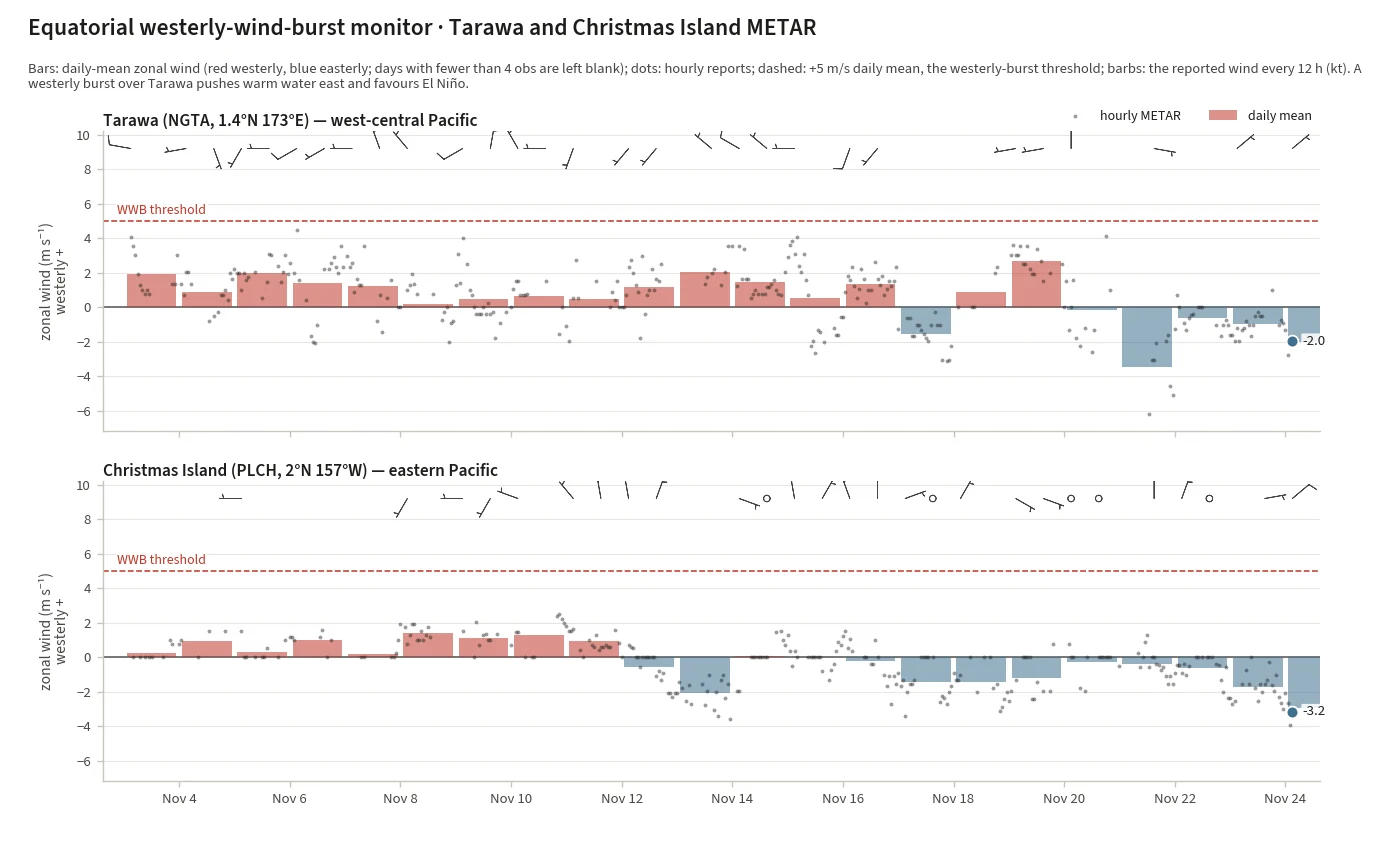 Equatorial westerly-wind-burst monitor · Tarawa and Christmas Island METAR
Bars: daily-mean zonal wind (red westerly, blue easterly; days with fewer than 4 obs are left blank); dots: hourly reports; dashed: +5 m/s daily mean, the westerly-burst threshold; barbs: the reported wind every 12 h (kt). A
westerly burst over Tarawa pushes warm water east and favours El Niño.
Tarawa (NGTA, 1.4°N 173°E) — west-central Pacific
hourly METAR
daily mean
10
8
6
4
2
0
−2
−4
−6
zonal wind (m s⁻¹)
westerly +
WWB threshold
-2.0
Christmas Island (PLCH, 2°N 157°W) — eastern Pacific
10
8
6
4
2
0
−2
−4
−6
zonal wind (m s⁻¹)
westerly +
WWB threshold
-3.2
Nov 4 Nov 6 Nov 8 Nov 10 Nov 12 Nov 14 Nov 16 Nov 18 Nov 20 Nov 22 Nov 24